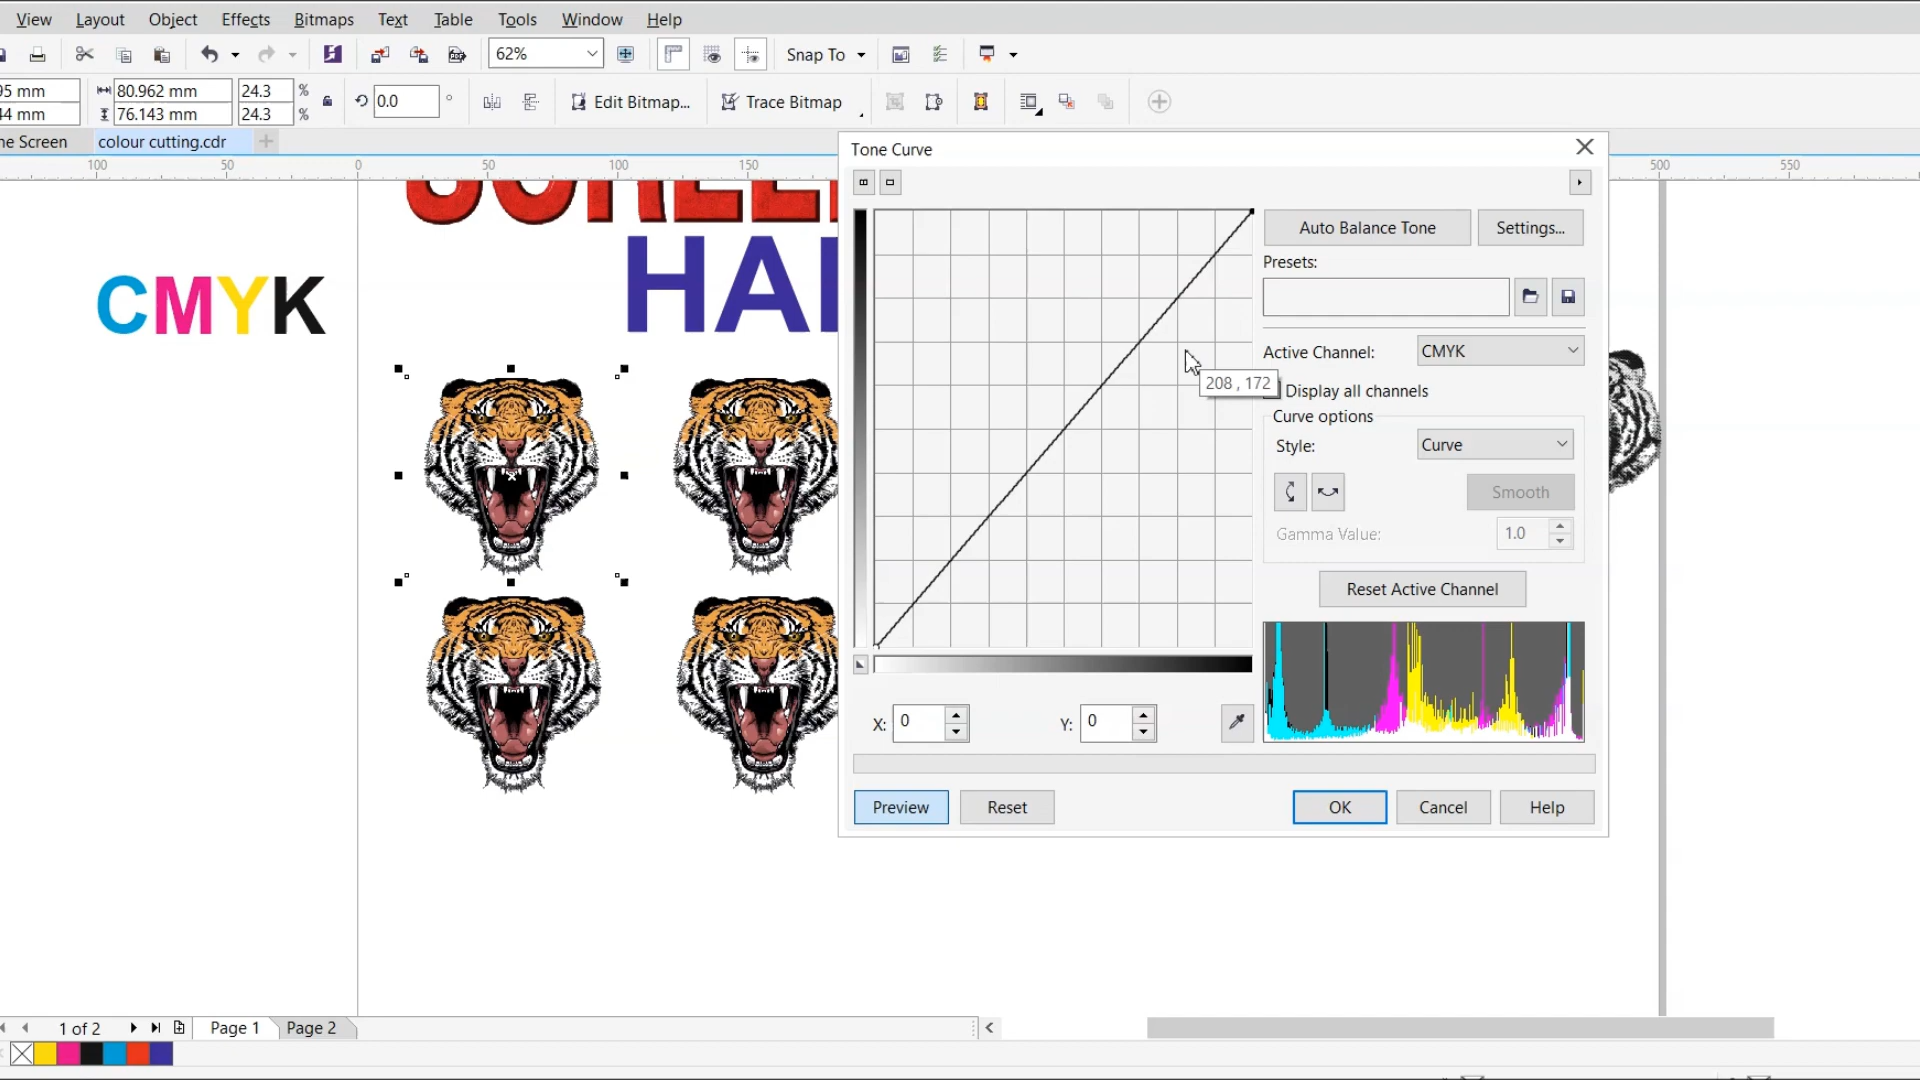 View Layout Object Effects Bitmaps Text Table Tools Window Help
62% Snap To
95 mm 80.962 mm 24.3 % 0.0 ° Edit Bitmap... Trace Bitmap
44 mm 76.143 mm 24.3 %
me Screen colour cutting.cdr
100 50 0 50 100 150 500 550
CMYK
HAL
Tone Curve
Auto Balance Tone Settings...
Presets:
Active Channel: CMYK
208 , 172
Display all channels
Curve options
Style: Curve
Smooth
Gamma Value: 1.0
Reset Active Channel
X: 0 Y: 0
Preview Reset OK Cancel Help
1 of 2 Page 1 Page 2